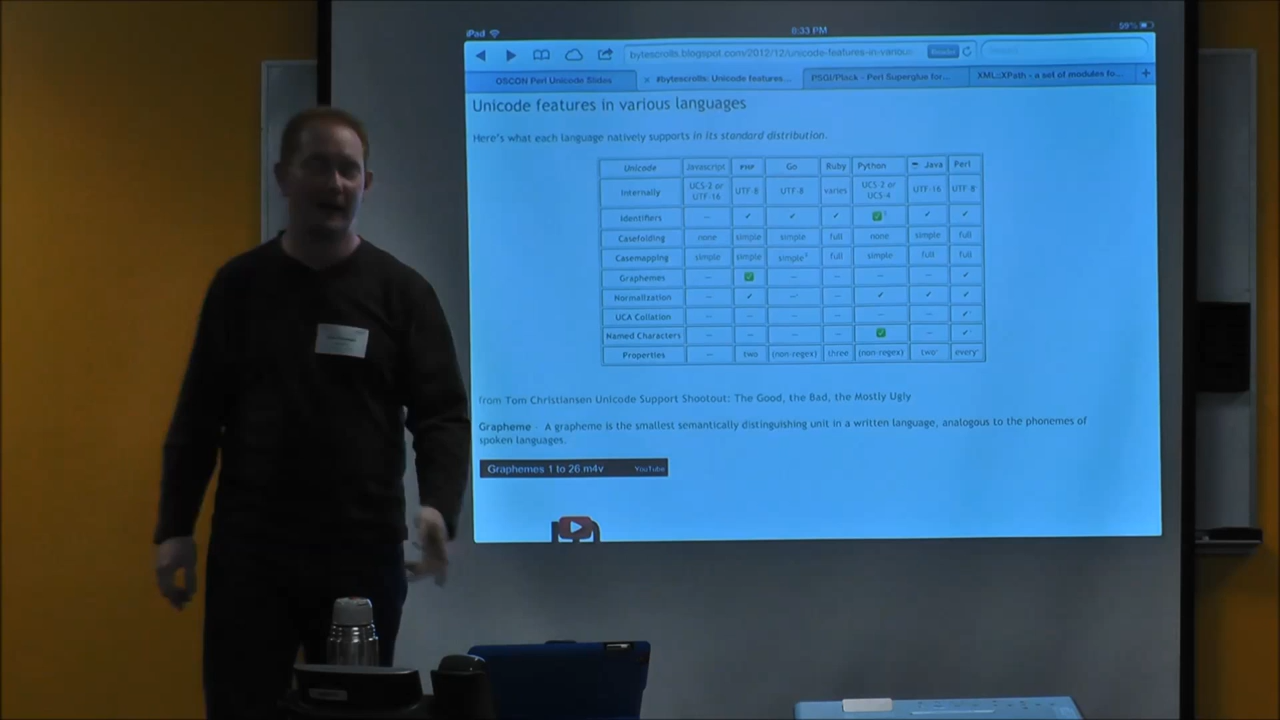 iPad 8:33 PM 59%
bytescrolls.blogspot.com/2012/12/unicode-features-in-various- Reader
OSCON Perl Unicode Slides × #bytescrolls: Unicode features... PSGI/Plack - Perl Superglue for... XML::XPath - a set of modules fo... +
Unicode features in various languages
Here's what each language natively supports in its standard distribution.
Unicode Javascript PHP Go Ruby Python Java Perl
Internally UCS-2 or UTF-16 UTF-8 UTF-8 varies UCS-2 or UCS-4 UTF-16 UTF-8
Identifiers — ✔ ✔ ✔ ✅ ✔ ✔
Casefolding none simple simple full none simple full
Casemapping simple simple simple full simple full full
Graphemes — ✅ — — — — ✔
Normalization — ✔ — — ✔ ✔ ✔
UCA Collation — — — — — — ✔
Named Characters — — — — ✅ — ✔
Properties — two (non-regex) three (non-regex) two every
from Tom Christiansen Unicode Support Shootout: The Good, the Bad, the Mostly Ugly
Grapheme - A grapheme is the smallest semantically distinguishing unit in a written language, analogous to the phonemes of
spoken languages.
Graphemes 1 to 26 m4v YouTube